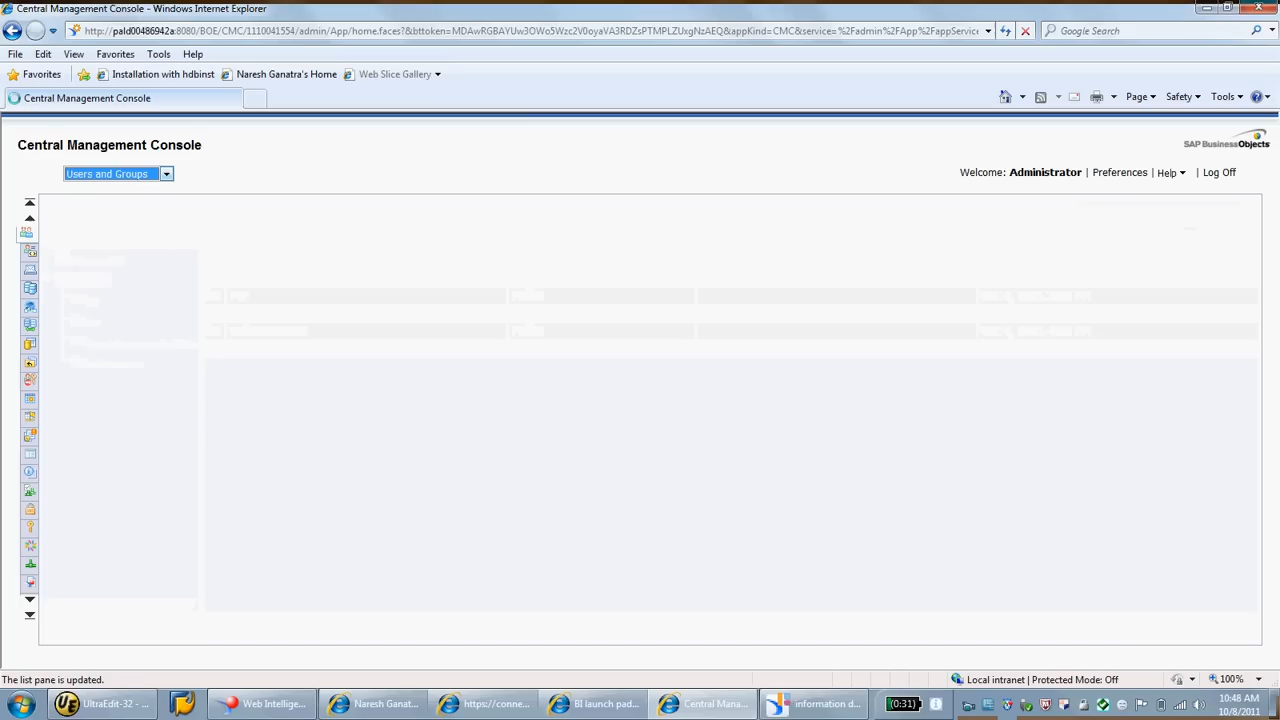 Central Management Console - Windows Internet Explorer
http://pald00486942a:8080/BOE/CMC/1110041554/admin/App/home.faces?&bttoken=MDAwRGBAYUw3OWo5Wzc2V0oyaVA3RDZsPTMPLZUxgNzAEQ&appKind=CMC&service=%2Fadmin%2FApp%2FappService
Google Search
File Edit View Favorites Tools Help
Favorites Installation with hdbinst Naresh Ganatra's Home Web Slice Gallery
Central Management Console Page Safety Tools
Central Management Console
SAP BusinessObjects
Users and Groups
Welcome: Administrator | Preferences | Help | Log Off
The list pane is updated. Local intranet | Protected Mode: Off 100%
UltraEdit-32 - ... Web Intellige... Naresh Ganat... https://conne... BI launch pad... Central Mana... information d... (0:31) 10:48 AM
10/8/2011